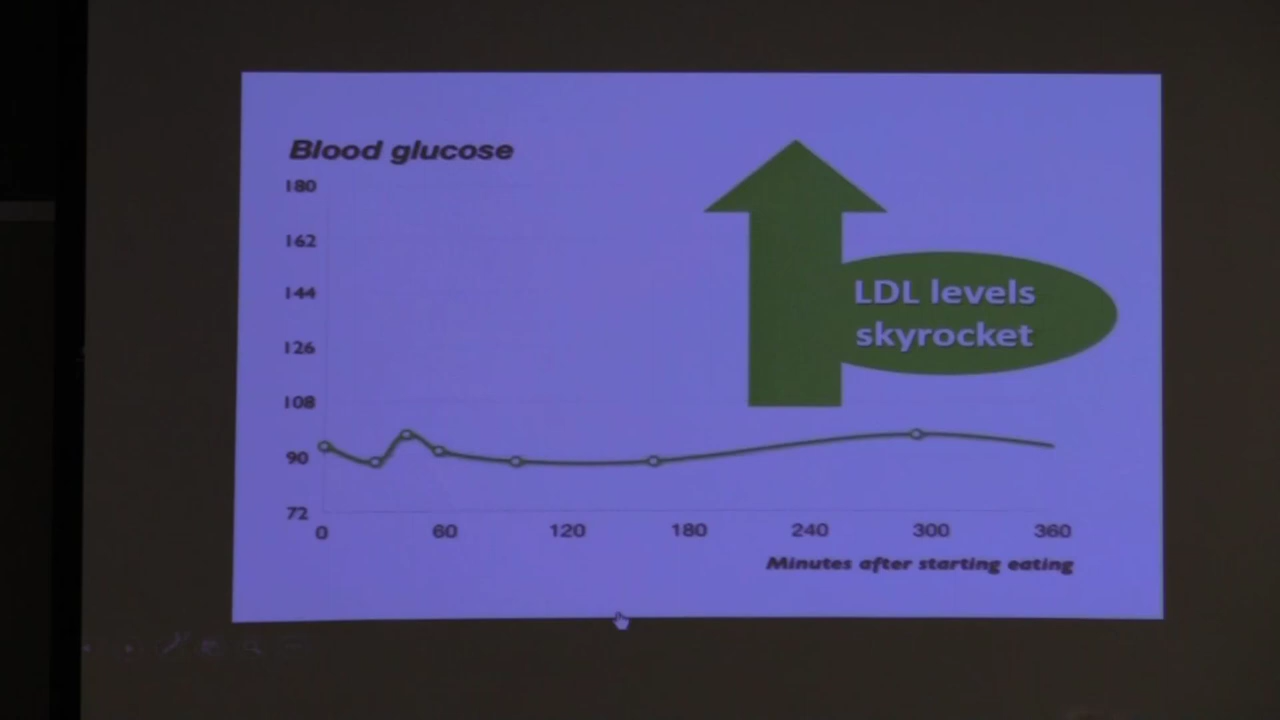 Blood glucose
180
162
144
126
108
90
72
LDL levels
skyrocket
0 60 120 180 240 300 360
Minutes after starting eating